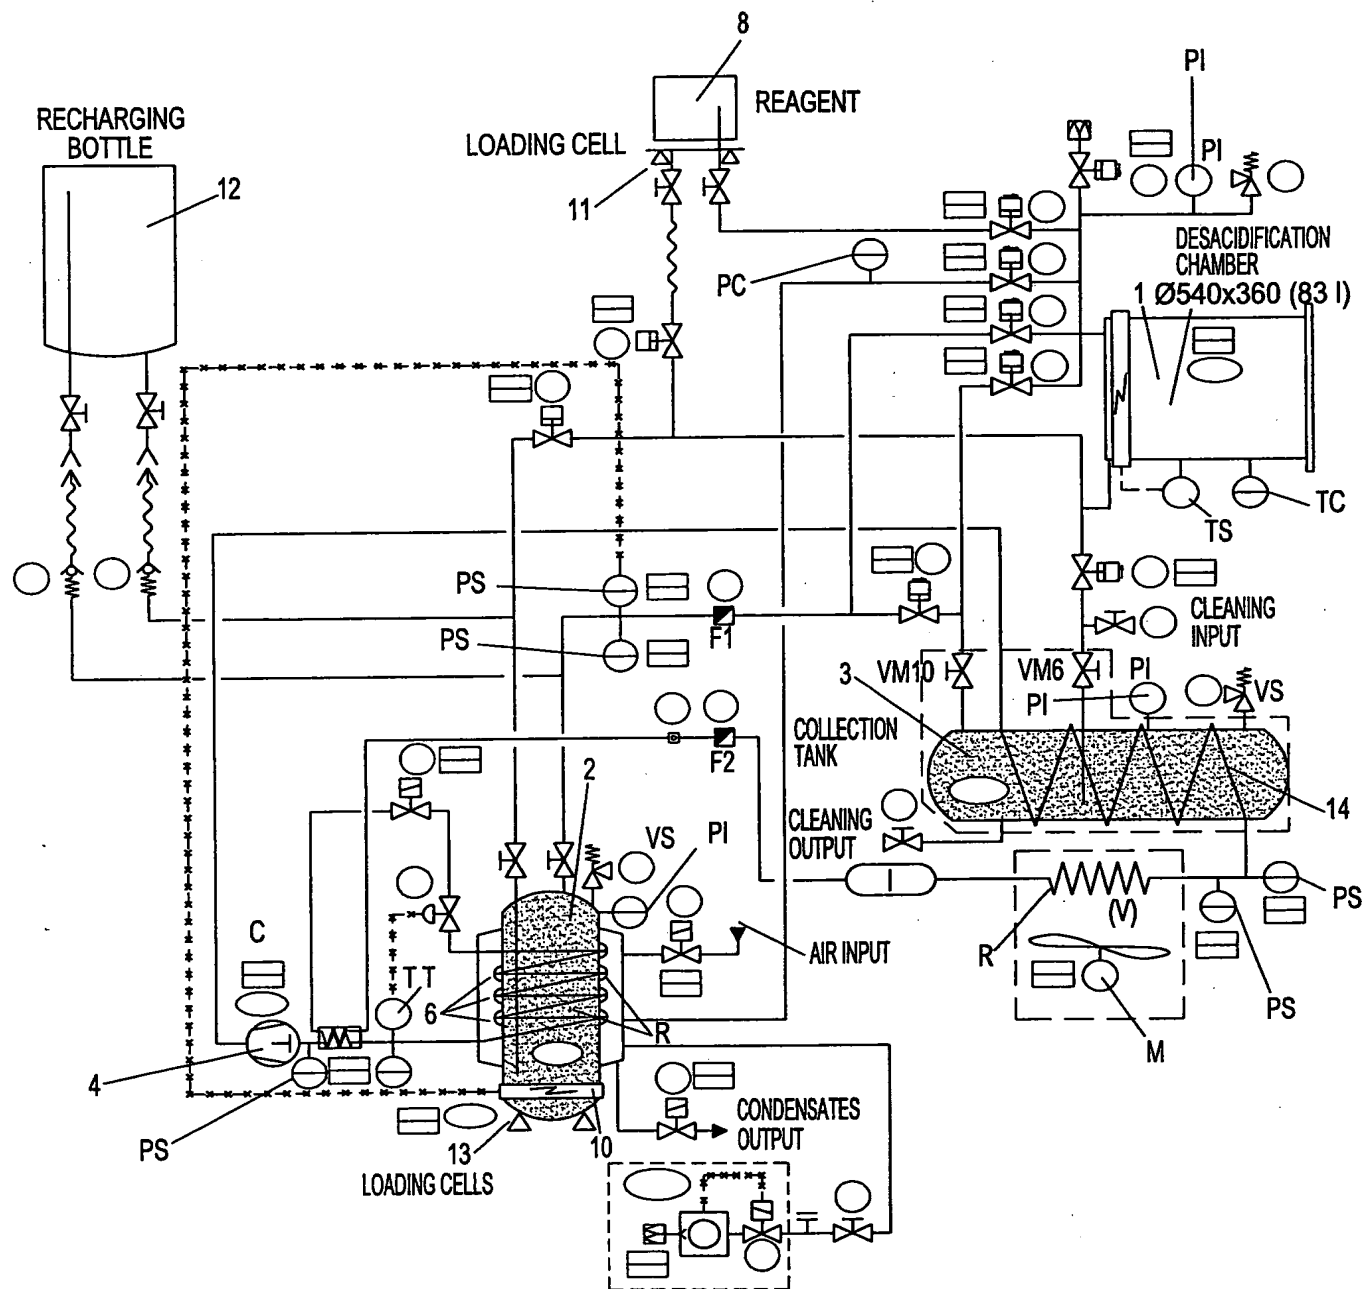 8
PI
RECHARGING
BOTTLE
REAGENT
LOADING CELL
PI
12
11
DESACIDIFICATION
CHAMBER
PC
1 Ø540x360 (83 l)
TC
TS
PS
CLEANING
INPUT
PS
F1
VM10
VM6
PI
3
PI
VS
COLLECTION
TANK
F2
2
14
CLEANING
OUTPUT
VS
PI
PS
(V)
C
AIR INPUT
R
TT
PS
6
R
M
4
CONDENSATES
OUTPUT
PS
13
10
LOADING CELLS